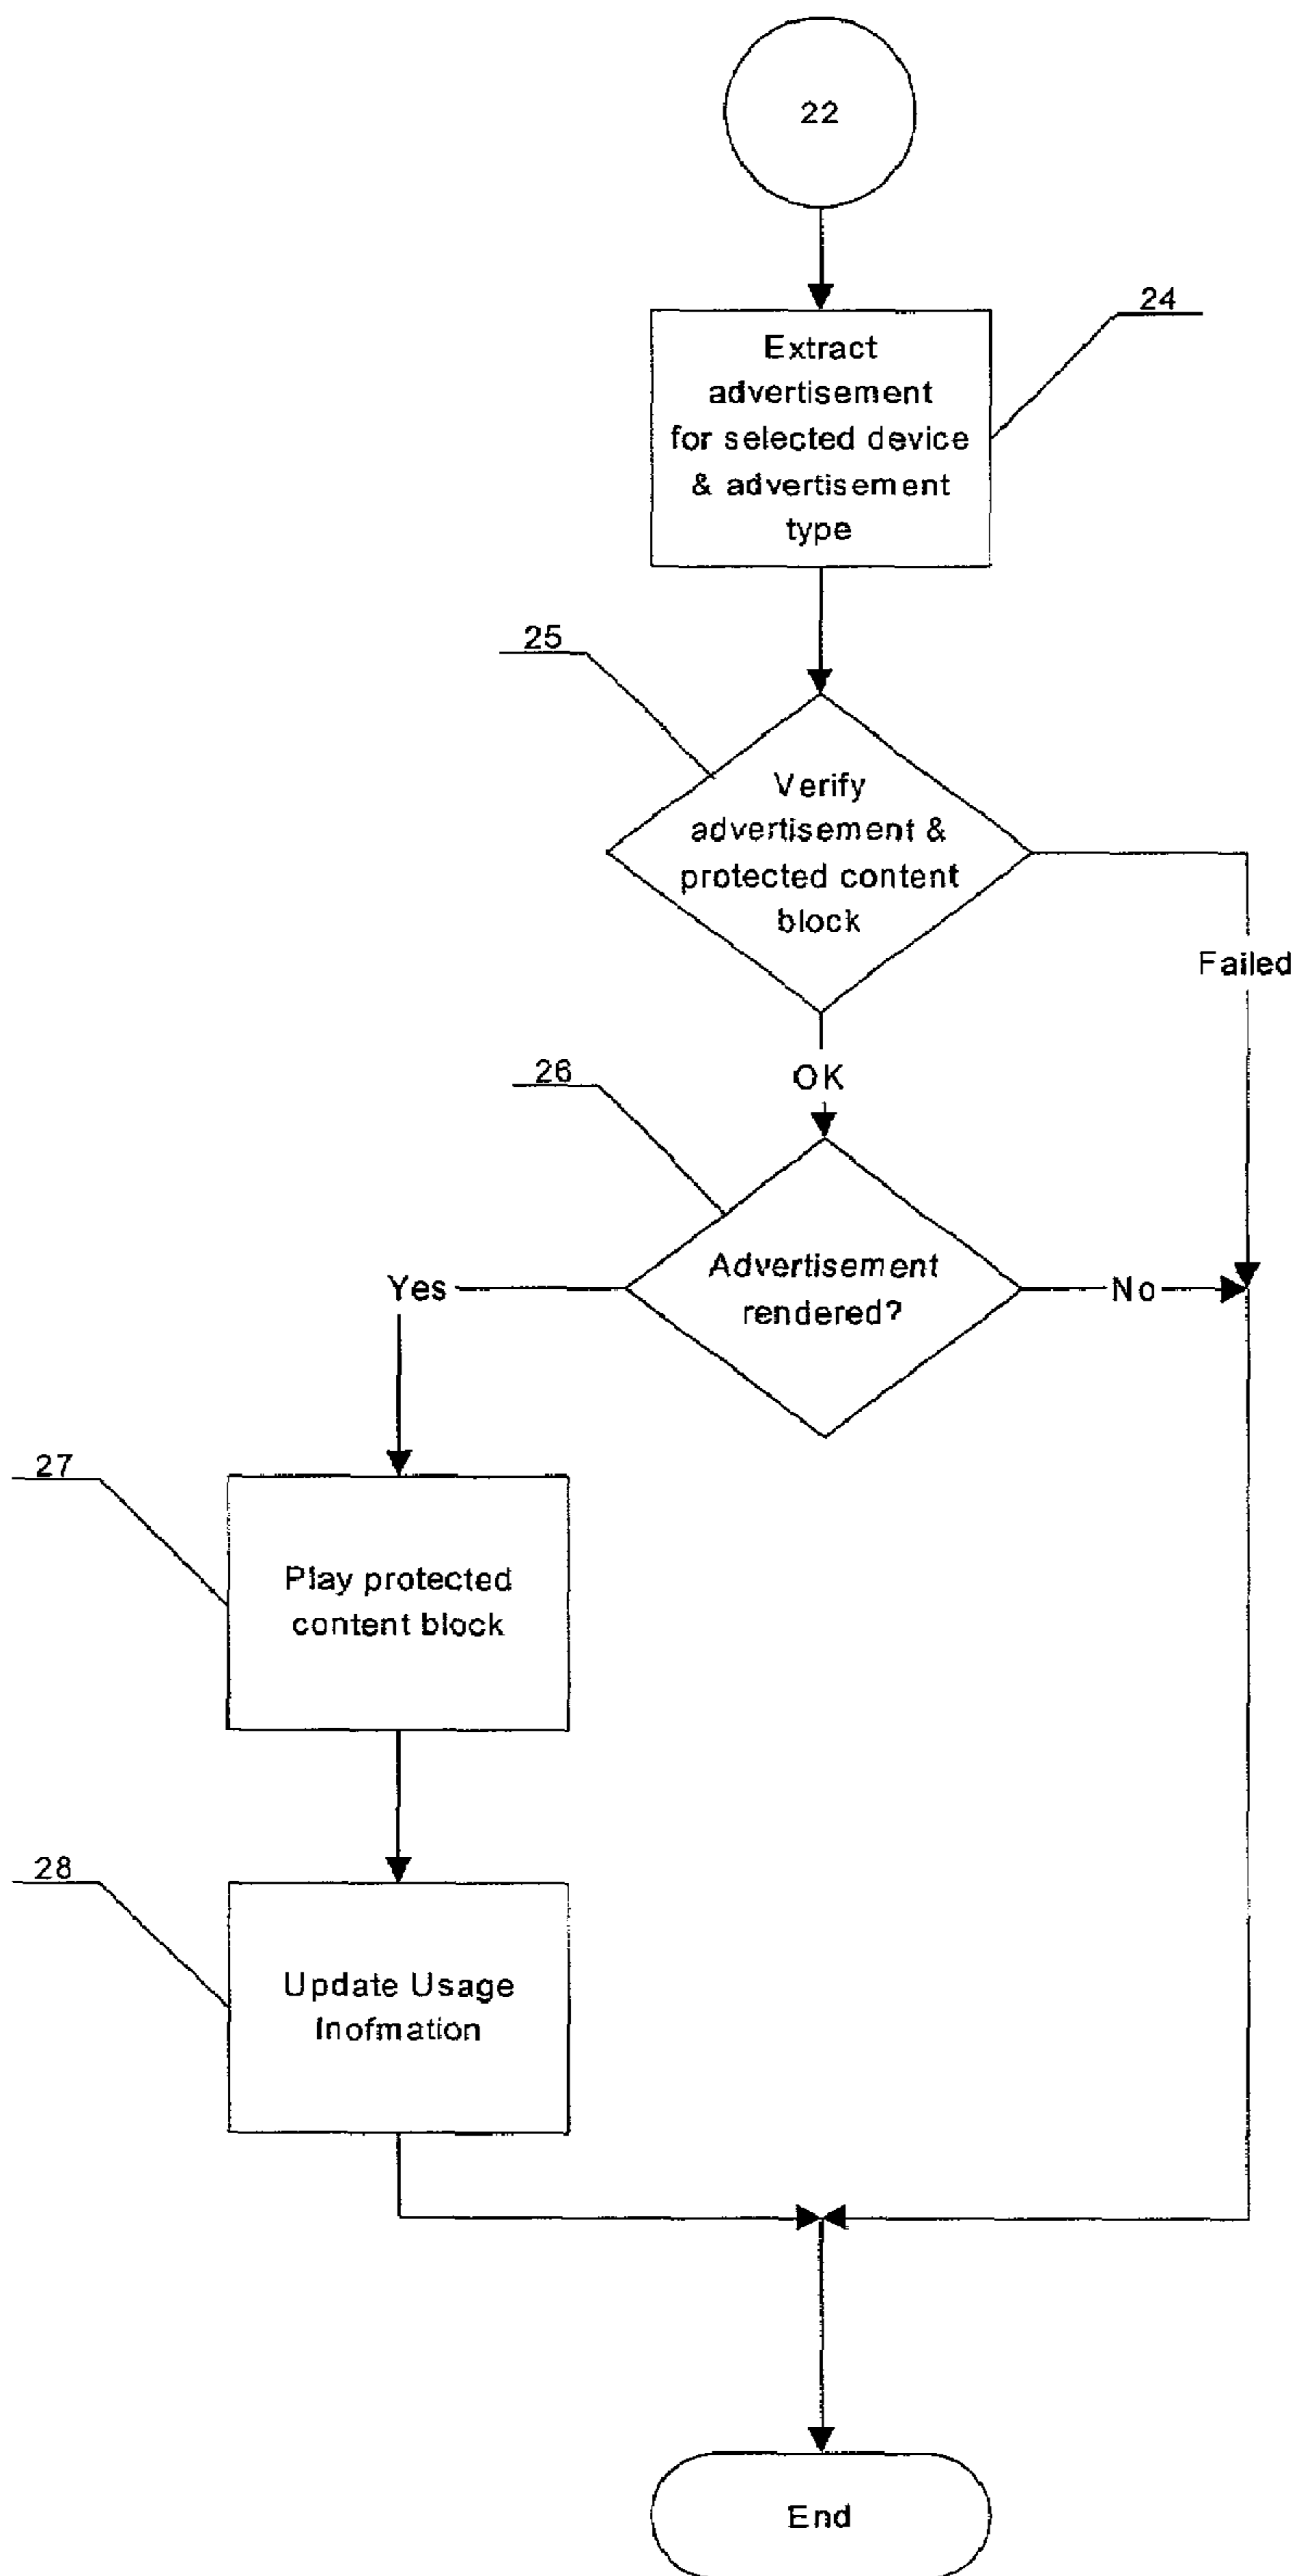 22
24
Extract
advertisement
for selected device
& advertisement
type
25
Verify
advertisement &
protected content
block
Failed
OK
26
Advertisement
rendered?
Yes
No
27
Play protected
content block
28
Update Usage
Inofmation
End